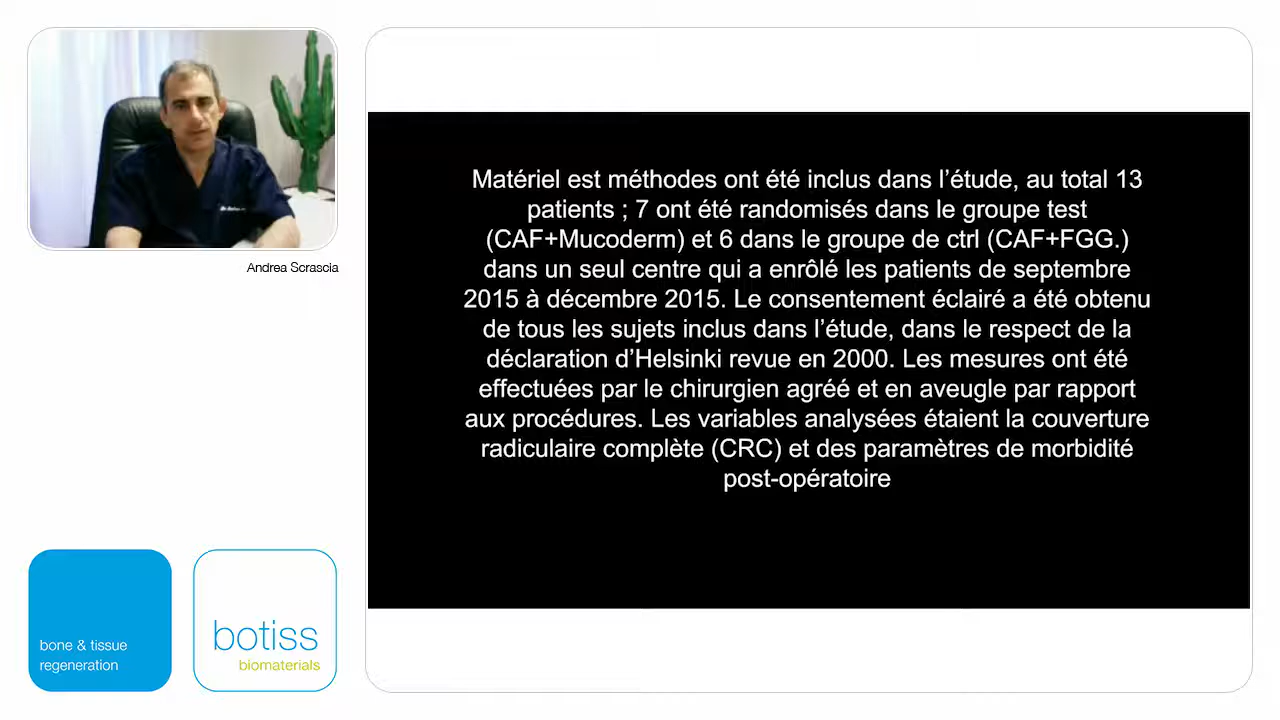 Andrea Scrascia
Matériel est méthodes ont été inclus dans l’étude, au total 13
patients ; 7 ont été randomisés dans le groupe test
(CAF+Mucoderm) et 6 dans le groupe de ctrl (CAF+FGG.)
dans un seul centre qui a enrôlé les patients de septembre
2015 à décembre 2015. Le consentement éclairé a été obtenu
de tous les sujets inclus dans l’étude, dans le respect de la
déclaration d’Helsinki revue en 2000. Les mesures ont été
effectuées par le chirurgien agréé et en aveugle par rapport
aux procédures. Les variables analysées étaient la couverture
radiculaire complète (CRC) et des paramètres de morbidité
post-opératoire
bone & tissue
regeneration
botiss
biomaterials